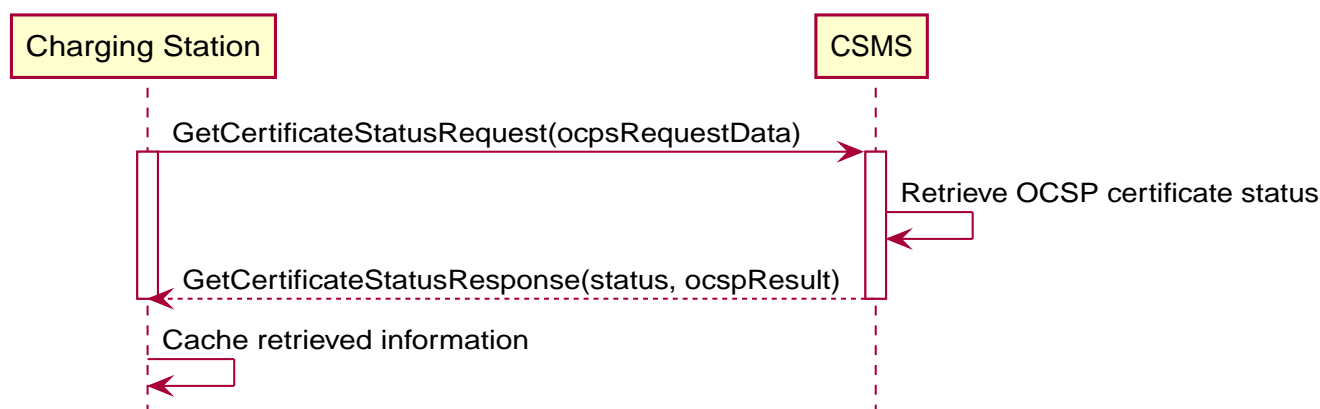 Charging Station
CSMS
GetCertificateStatusRequest(ocpsRequestData)
Retrieve OCSP certificate status
GetCertificateStatusResponse(status, ocspResult)
Cache retrieved information